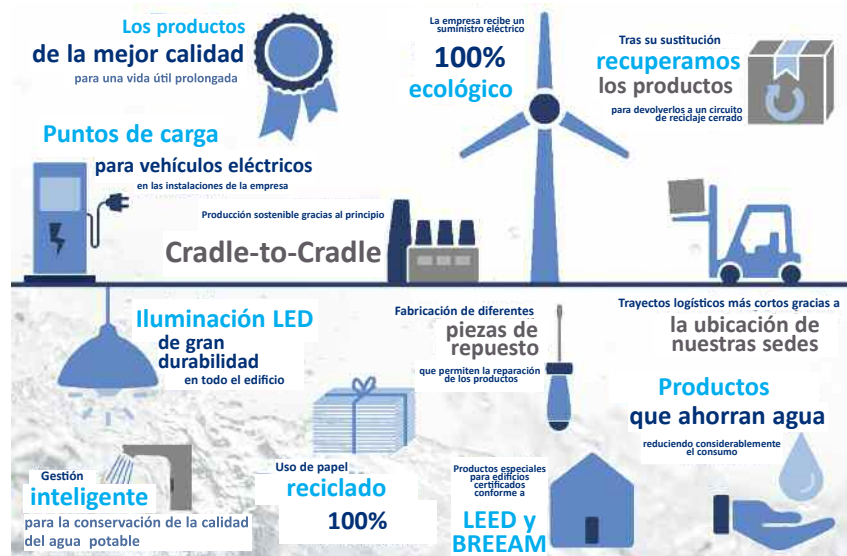 Los productos
de la mejor calidad
para una vida útil prolongada
La empresa recibe un
suministro eléctrico
100%
ecológico
Tras su sustitución
recuperamos
los productos
para devolverlos a un circuito
de reciclaje cerrado
Puntos de carga
para vehículos eléctricos
en las instalaciones de la empresa
Producción sostenible gracias al principio
Cradle-to-Cradle
Iluminación LED
de gran
durabilidad
en todo el edificio
Fabricación de diferentes
piezas de
repuesto
que permiten la reparación
de los productos
Trayectos logísticos más cortos gracias a
la ubicación de
nuestras sedes
Productos
que ahorran agua
reduciendo considerablemente
el consumo
Gestión
inteligente
para la conservación de la calidad
del agua potable
Uso de papel
reciclado
100%
Productos especiales
para edificios
certificados
conforme a
LEED y
BREEAM